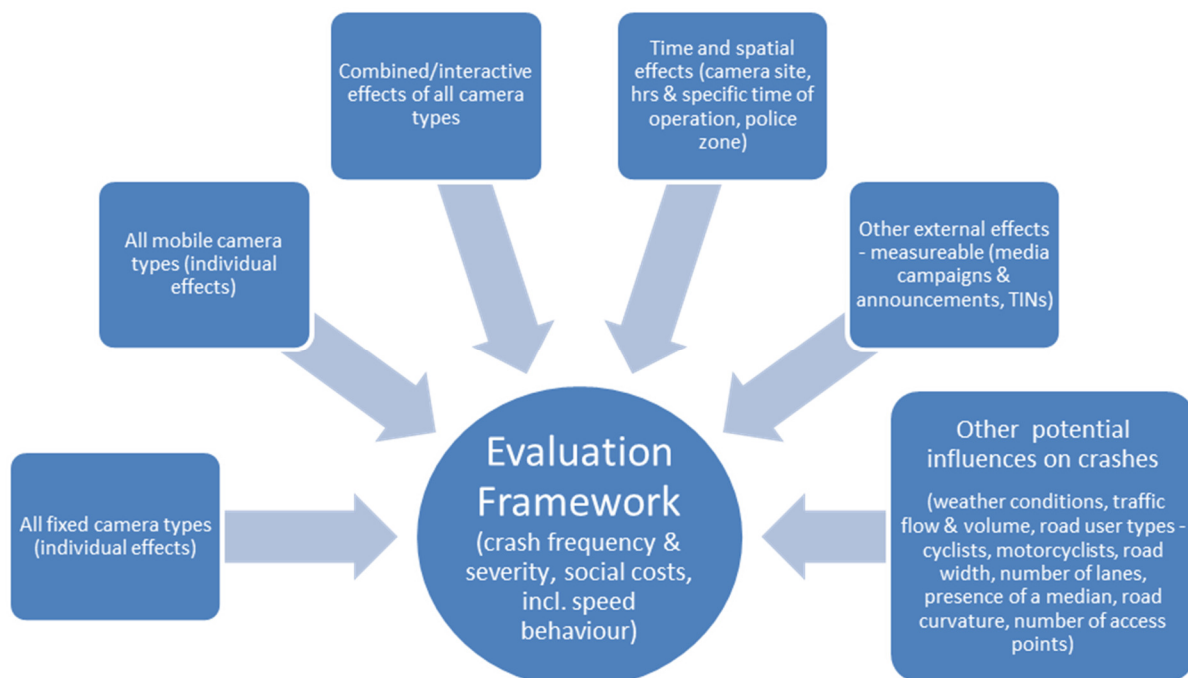 Combined/interactive
effects of all camera
types
Time and spatial
effects (camera site,
hrs & specific time of
operation, police
zone)
All mobile camera
types (individual
effects)
Other external effects
- measureable (media
campaigns &
announcements, TINs)
All fixed camera types
(individual effects)
Evaluation
Framework
(crash frequency &
severity, social costs,
incl. speed
behaviour)
Other potential
influences on crashes
(weather conditions, traffic
flow & volume, road user types -
cyclists, motorcyclists, road
width, number of lanes,
presence of a median, road
curvature, number of access
points)